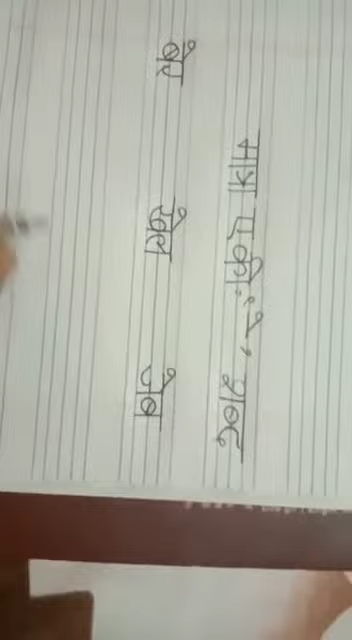 मात्रा ए की े शब्द
बेर खेल जेब